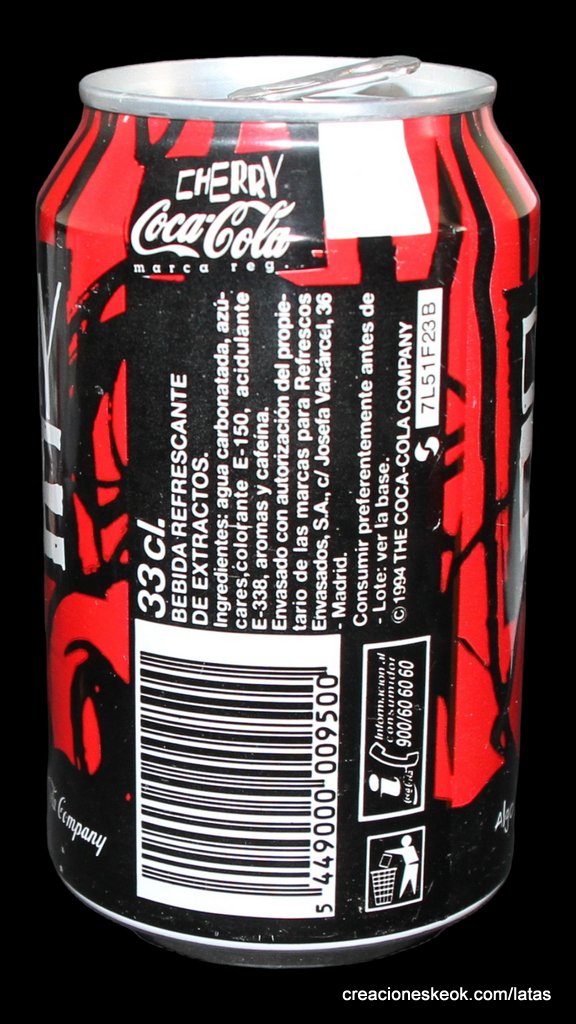 CHERRY
Coca-Cola
marca reg.
33 cl.
BEBIDA REFRESCANTE
DE EXTRACTOS.
Ingredientes: agua carbonatada, azú-
cares, colorante E-150, acidulante
E-338, aromas y cafeína.
Envasado con autorización del propie-
tario de las marcas para Refrescos
Envasados, S.A., c/ Josefa Valcárcel, 36
- Madrid.
Consumir preferentemente antes de
- Lote: ver la base.
© 1994 THE COCA-COLA COMPANY
7L51F23B
Información al
consumidor
900/60 60 60
Coca-Cola
5 449000 009500
Company
creacioneskeok.com/latas